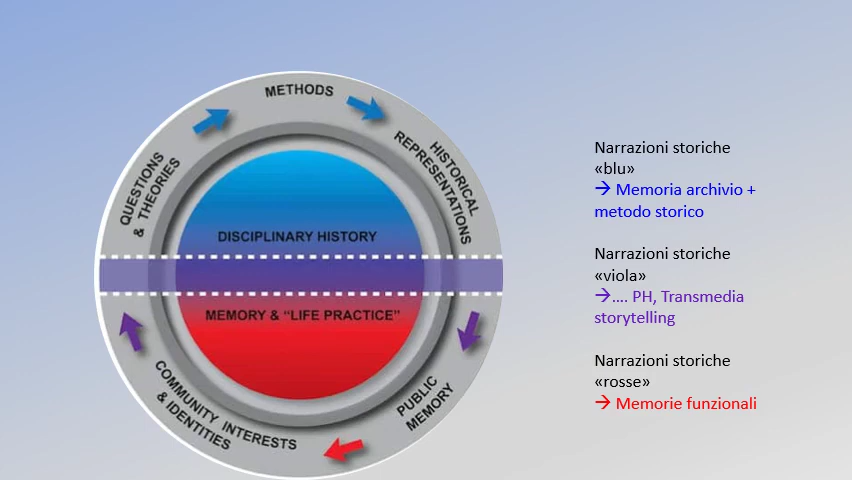 METHODS
QUESTIONS
& THEORIES
HISTORICAL
REPRESENTATIONS
DISCIPLINARY HISTORY
MEMORY & “LIFE PRACTICE”
COMMUNITY INTERESTS
& IDENTITIES
PUBLIC
MEMORY
Narrazioni storiche
«blu»
→ Memoria archivio +
metodo storico
Narrazioni storiche
«viola»
→.... PH, Transmedia
storytelling
Narrazioni storiche
«rosse»
→ Memorie funzionali